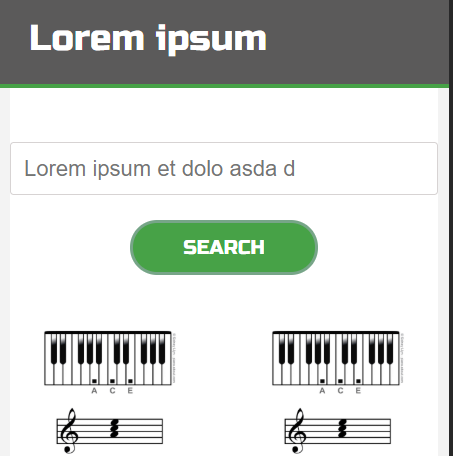 Lorem ipsum
Lorem ipsum et dolo asda d
SEARCH
A C E
A C E